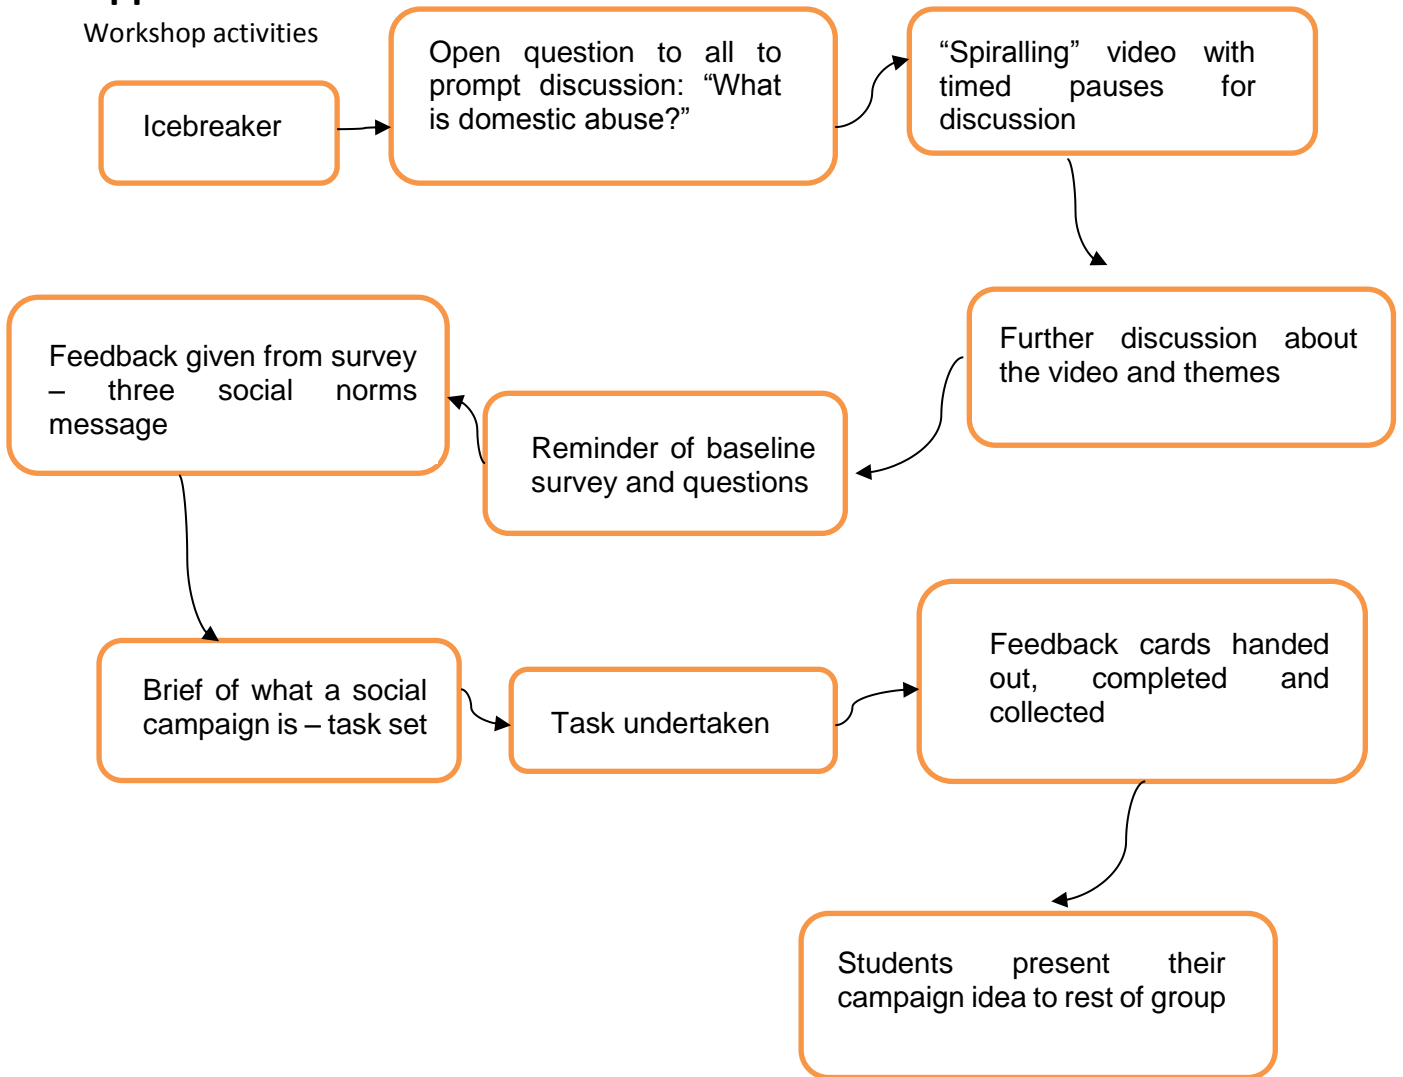 Workshop activities
Icebreaker
Open question to all to
prompt discussion: “What
is domestic abuse?”
“Spiralling” video with
timed pauses for
discussion
Further discussion about
the video and themes
Reminder of baseline
survey and questions
Feedback given from survey
– three social norms
message
Brief of what a social
campaign is – task set
Task undertaken
Feedback cards handed
out, completed and
collected
Students present their
campaign idea to rest of group